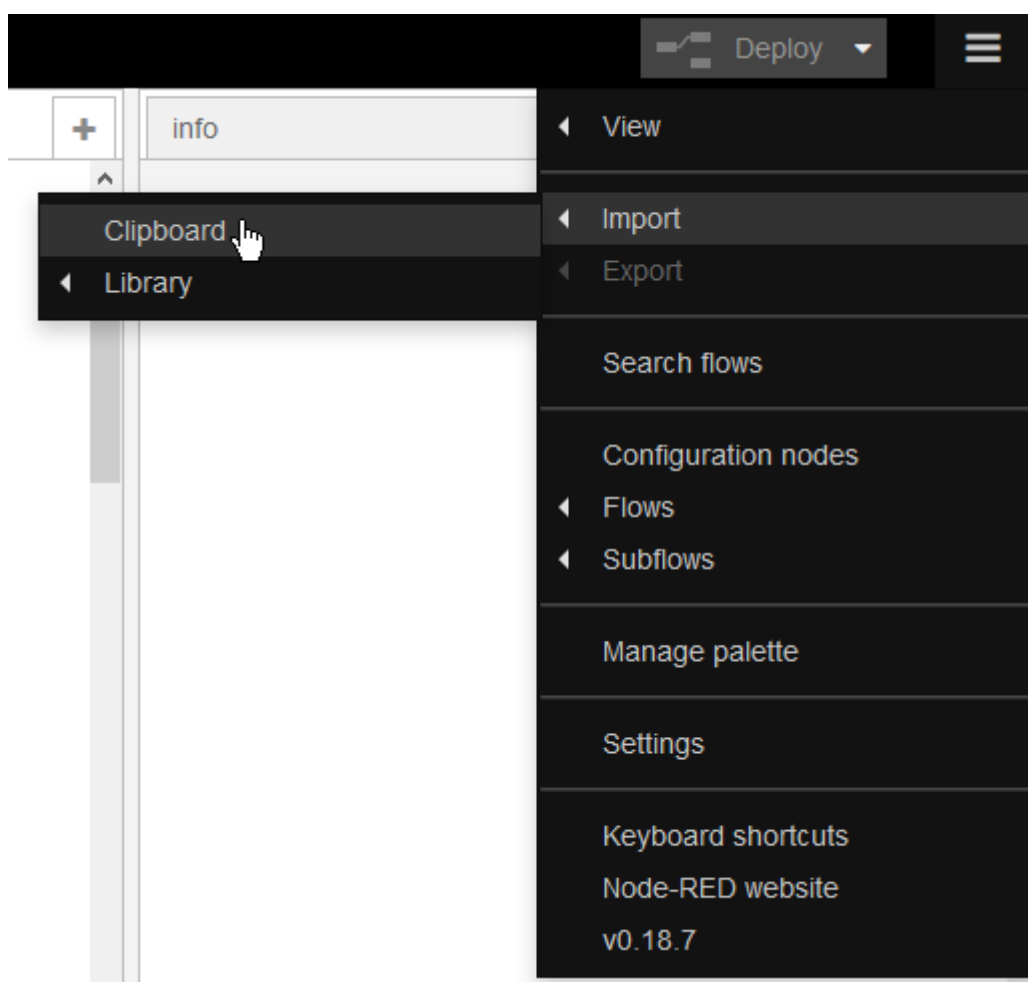 Deploy
info
View
Clipboard
Library
Import
Export
Search flows
Configuration nodes
Flows
Subflows
Manage palette
Settings
Keyboard shortcuts
Node-RED website
v0.18.7